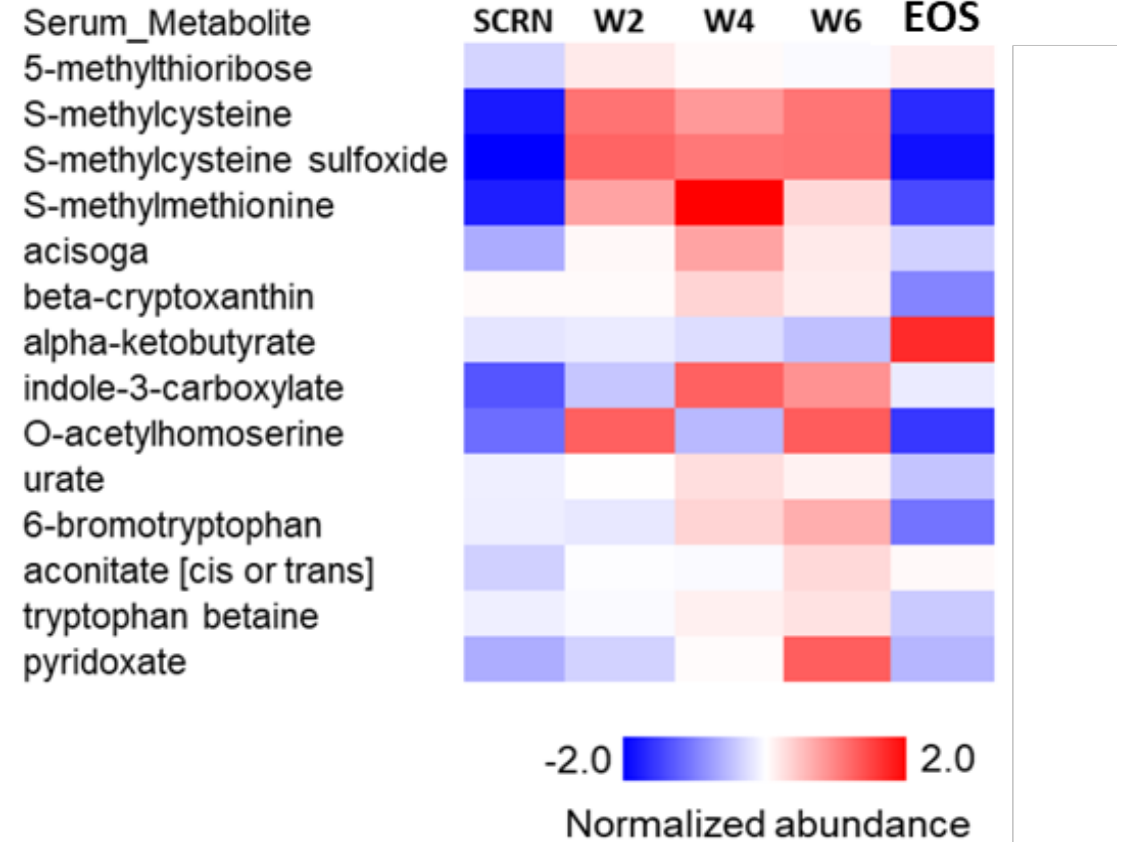 Serum_Metabolite SCRN W2 W4 W6 EOS
5-methylthioribose
S-methylcysteine
S-methylcysteine sulfoxide
S-methylmethionine
acisoga
beta-cryptoxanthin
alpha-ketobutyrate
indole-3-carboxylate
O-acetylhomoserine
urate
6-bromotryptophan
aconitate [cis or trans]
tryptophan betaine
pyridoxate
-2.0 2.0
Normalized abundance